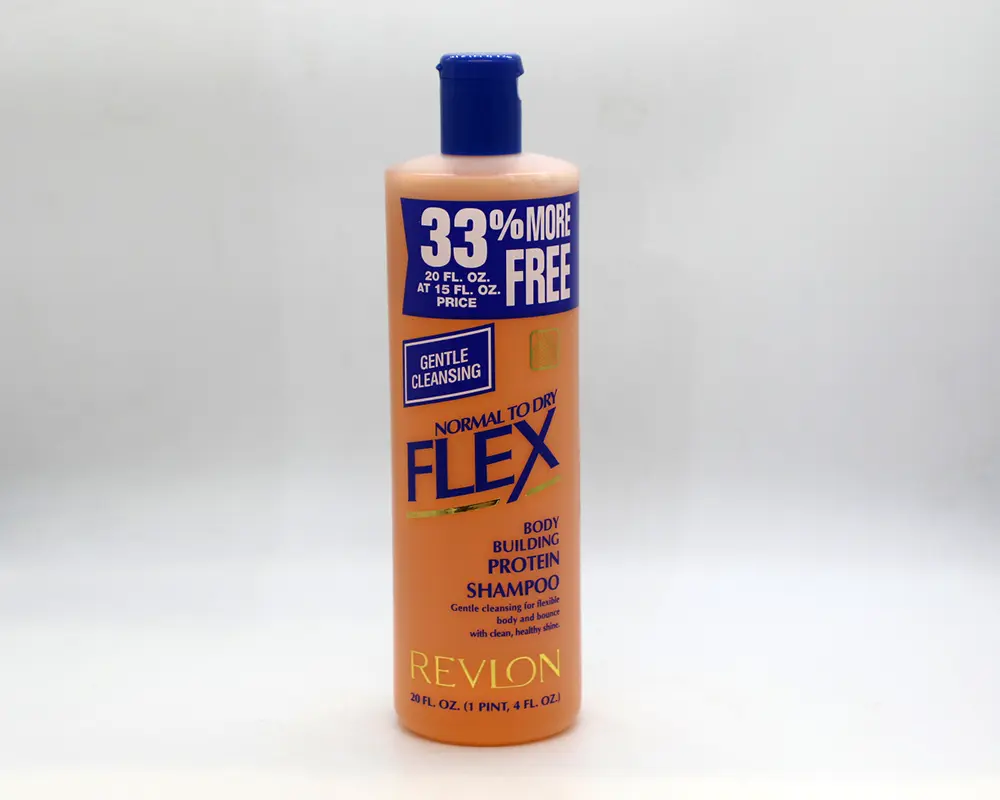 33% MORE
FREE
20 FL. OZ.
AT 15 FL. OZ.
PRICE
GENTLE
CLEANSING
NORMAL TO DRY
FLEX
BODY
BUILDING
PROTEIN
SHAMPOO
Gentle cleansing for flexible
body and bounce
with clean, healthy shine.
REVLON
20 FL. OZ. (1 PINT, 4 FL. OZ.)